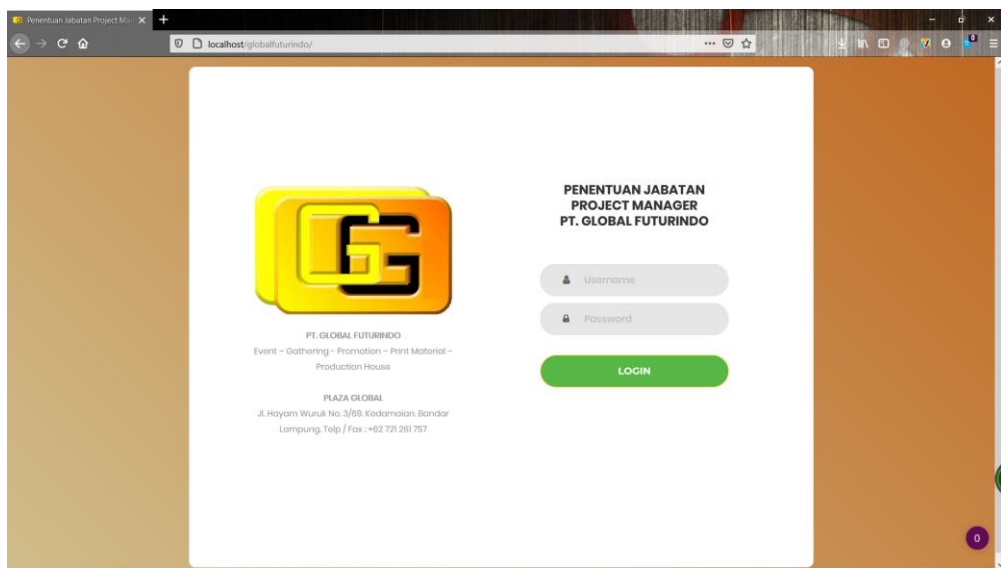 Penentuan Jabatan Project Ma
localhost/globalfuturindo/
GG
PENENTUAN JABATAN
PROJECT MANAGER
PT. GLOBAL FUTURINDO
Username
Password
LOGIN
PT. GLOBAL FUTURINDO
Event – Gathering - Promotion – Print Material –
Production House
PLAZA GLOBAL
Jl. Hayam Wuruk No. 3/69. Kedamaian. Bandar
Lampung, Telp / Fax : +62 721 261 757
0
0